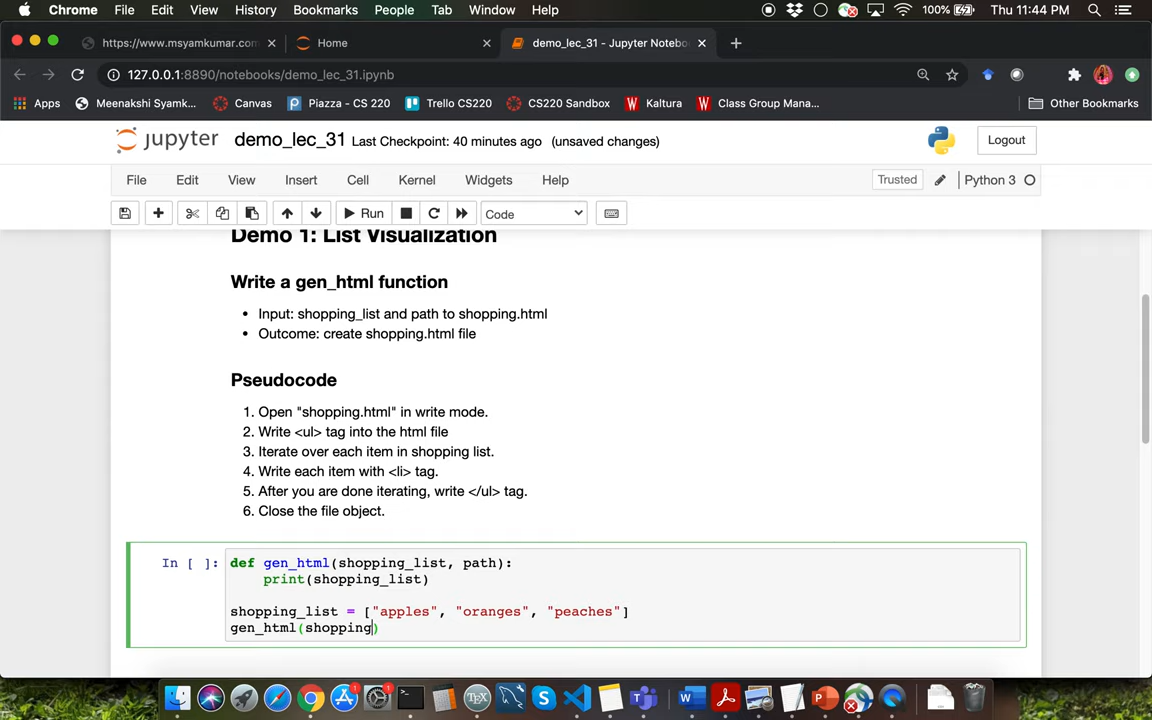 Chrome File Edit View History Bookmarks People Tab Window Help 100% Thu 11:44 PM
https://www.msyamkumar.com Home demo_lec_31 - Jupyter Notebo
127.0.0.1:8890/notebooks/demo_lec_31.ipynb
Apps Meenakshi Syamk... Canvas Piazza - CS 220 Trello CS220 CS220 Sandbox Kaltura Class Group Mana... Other Bookmarks
jupyter demo_lec_31 Last Checkpoint: 40 minutes ago (unsaved changes) Logout
File Edit View Insert Cell Kernel Widgets Help Trusted Python 3
Run Code
Demo 1: List Visualization
Write a gen_html function
• Input: shopping_list and path to shopping.html
• Outcome: create shopping.html file
Pseudocode
1. Open "shopping.html" in write mode.
2. Write <ul> tag into the html file
3. Iterate over each item in shopping list.
4. Write each item with <li> tag.
5. After you are done iterating, write </ul> tag.
6. Close the file object.
In [ ]: def gen_html(shopping_list, path):
print(shopping_list)
shopping_list = ["apples", "oranges", "peaches"]
gen_html(shopping)